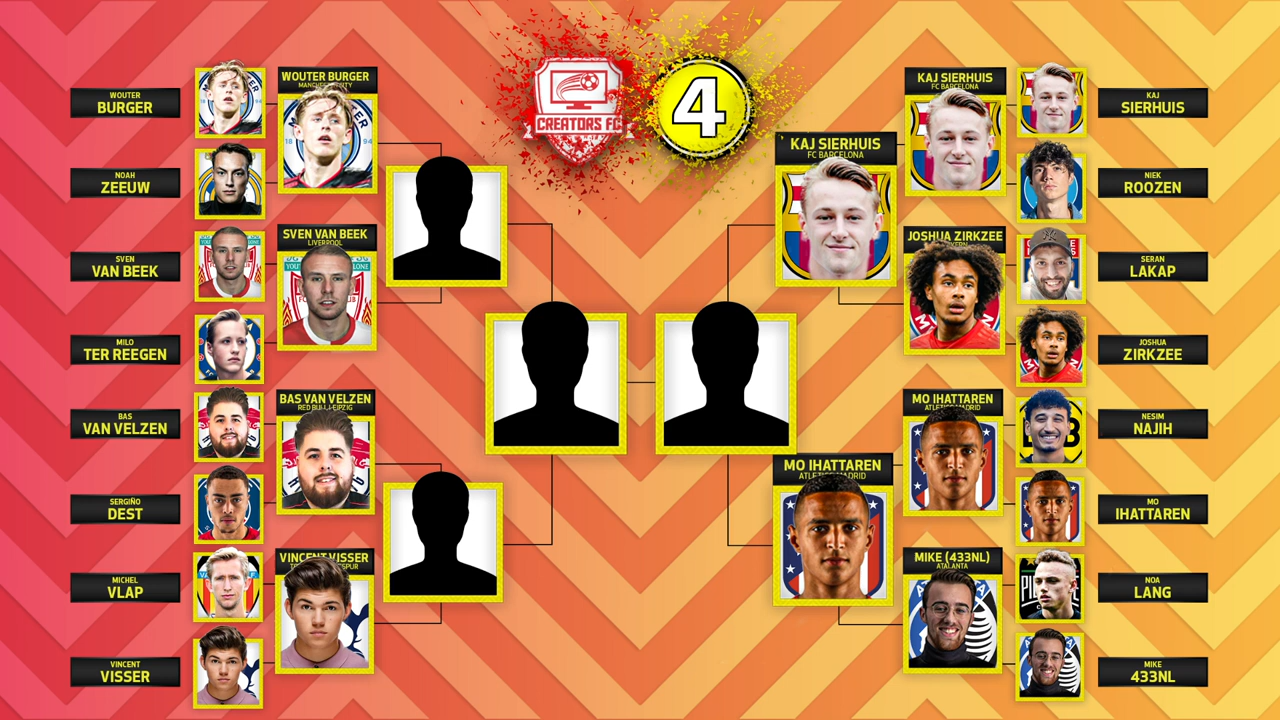 CREATORS FC
4
WOUTER
BURGER
NOAH
ZEEUW
SVEN
VAN BEEK
MILO
TER REEGEN
BAS
VAN VELZEN
SERGIÑO
DEST
MICHEL
VLAP
VINCENT
VISSER
WOUTER BURGER
SVEN VAN BEEK
LIVERPOOL
BAS VAN VELZEN
RED BULL LEIPZIG
VINCENT VISSER
KAJ SIERHUIS
FC BARCELONA
MO IHATTAREN
ATLETICO MADRID
KAJ SIERHUIS
FC BARCELONA
JOSHUA ZIRKZEE
MO IHATTAREN
ATLETICO MADRID
MIKE (433NL)
ATALANTA
KAJ
SIERHUIS
NIEK
ROOZEN
SERAN
LAKAP
JOSHUA
ZIRKZEE
NESIM
NAJIH
MO
IHATTAREN
NOA
LANG
MIKE
433NL